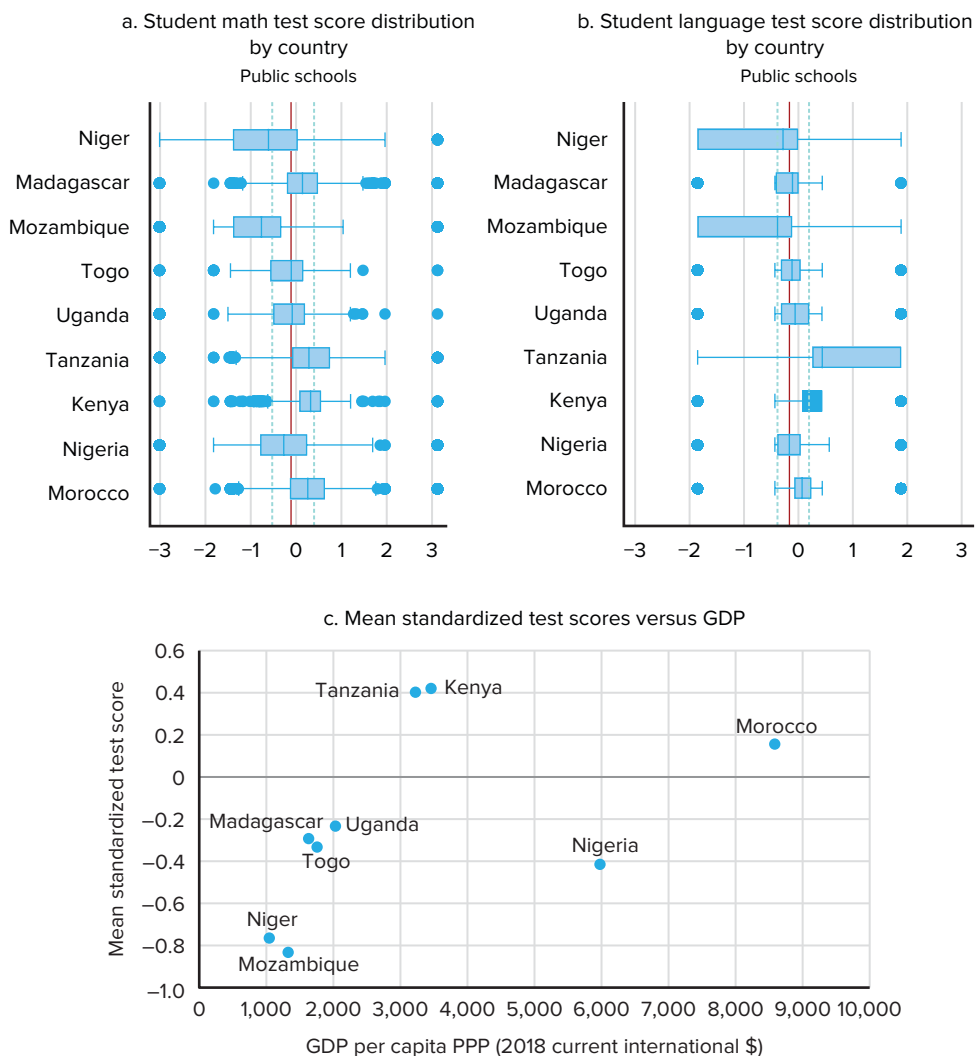 a. Student math test score distribution
by country
Public schools
Niger
Madagascar
Mozambique
Togo
Uganda
Tanzania
Kenya
Nigeria
Morocco
−3 −2 −1 0 1 2 3
b. Student language test score distribution
by country
Public schools
Niger
Madagascar
Mozambique
Togo
Uganda
Tanzania
Kenya
Nigeria
Morocco
−3 −2 −1 0 1 2 3
c. Mean standardized test scores versus GDP
Mean standardized test score
0.6
0.4
0.2
0
−0.2
−0.4
−0.6
−0.8
−1.0
Tanzania
Kenya
Morocco
Madagascar
Uganda
Togo
Nigeria
Niger
Mozambique
0 1,000 2,000 3,000 4,000 5,000 6,000 7,000 8,000 9,000 10,000
GDP per capita PPP (2018 current international $)